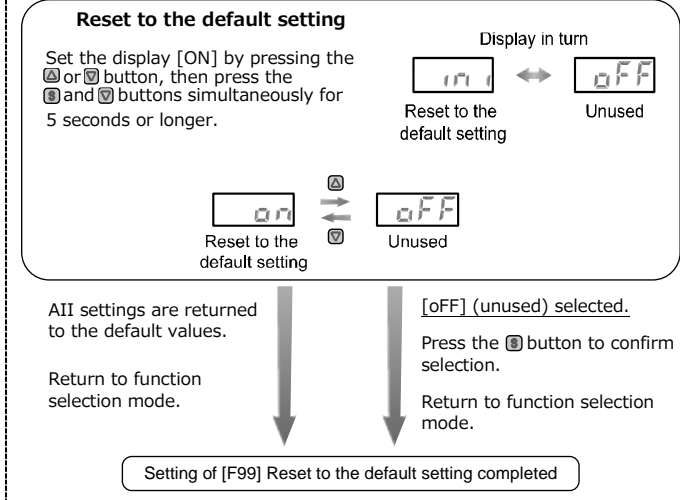 Reset to the default setting
Set the display [ON] by pressing the
△ or ▽ button, then press the
Ⓢ and ▽ buttons simultaneously for
5 seconds or longer.
Display in turn
ini
oFF
Reset to the
default setting
Unused
on
△
▽
oFF
Reset to the
default setting
Unused
AII settings are returned
to the default values.
Return to function
selection mode.
[oFF] (unused) selected.
Press the Ⓢ button to confirm
selection.
Return to function selection
mode.
Setting of [F99] Reset to the default setting completed